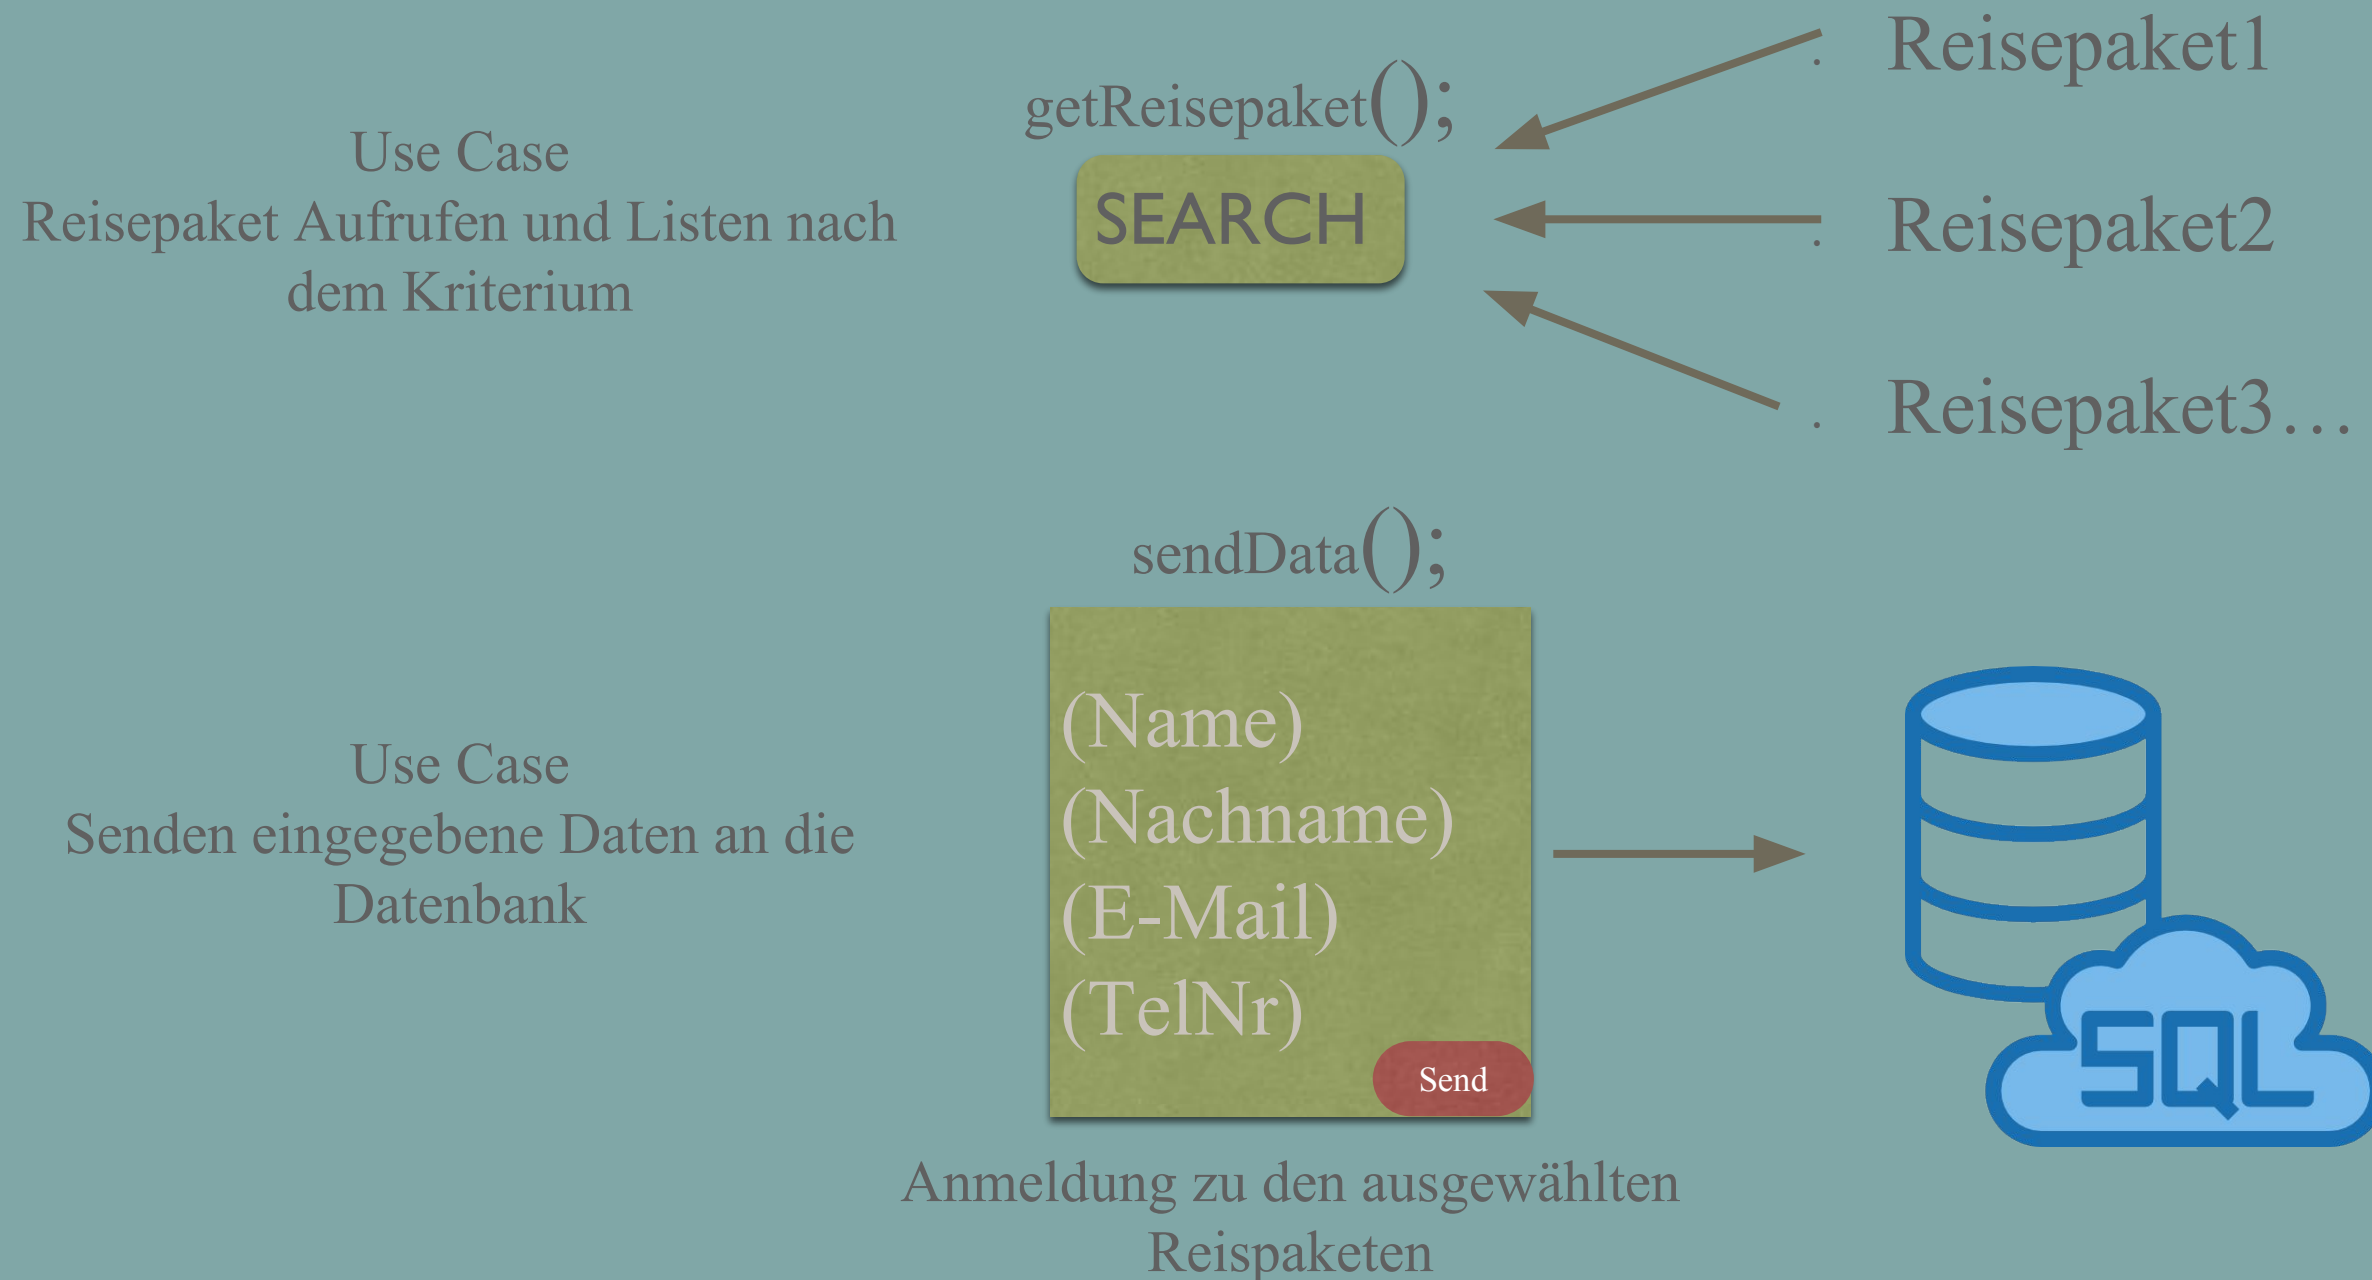 Use Case
Reisepaket Aufrufen und Listen nach
dem Kriterium
getReisepaket();
SEARCH
. Reisepaket1
. Reisepaket2
. Reisepaket3…
Use Case
Senden eingegebene Daten an die
Datenbank
sendData();
(Name)
(Nachname)
(E-Mail)
(TelNr)
Send
SQL
Anmeldung zu den ausgewählten
Reispaketen